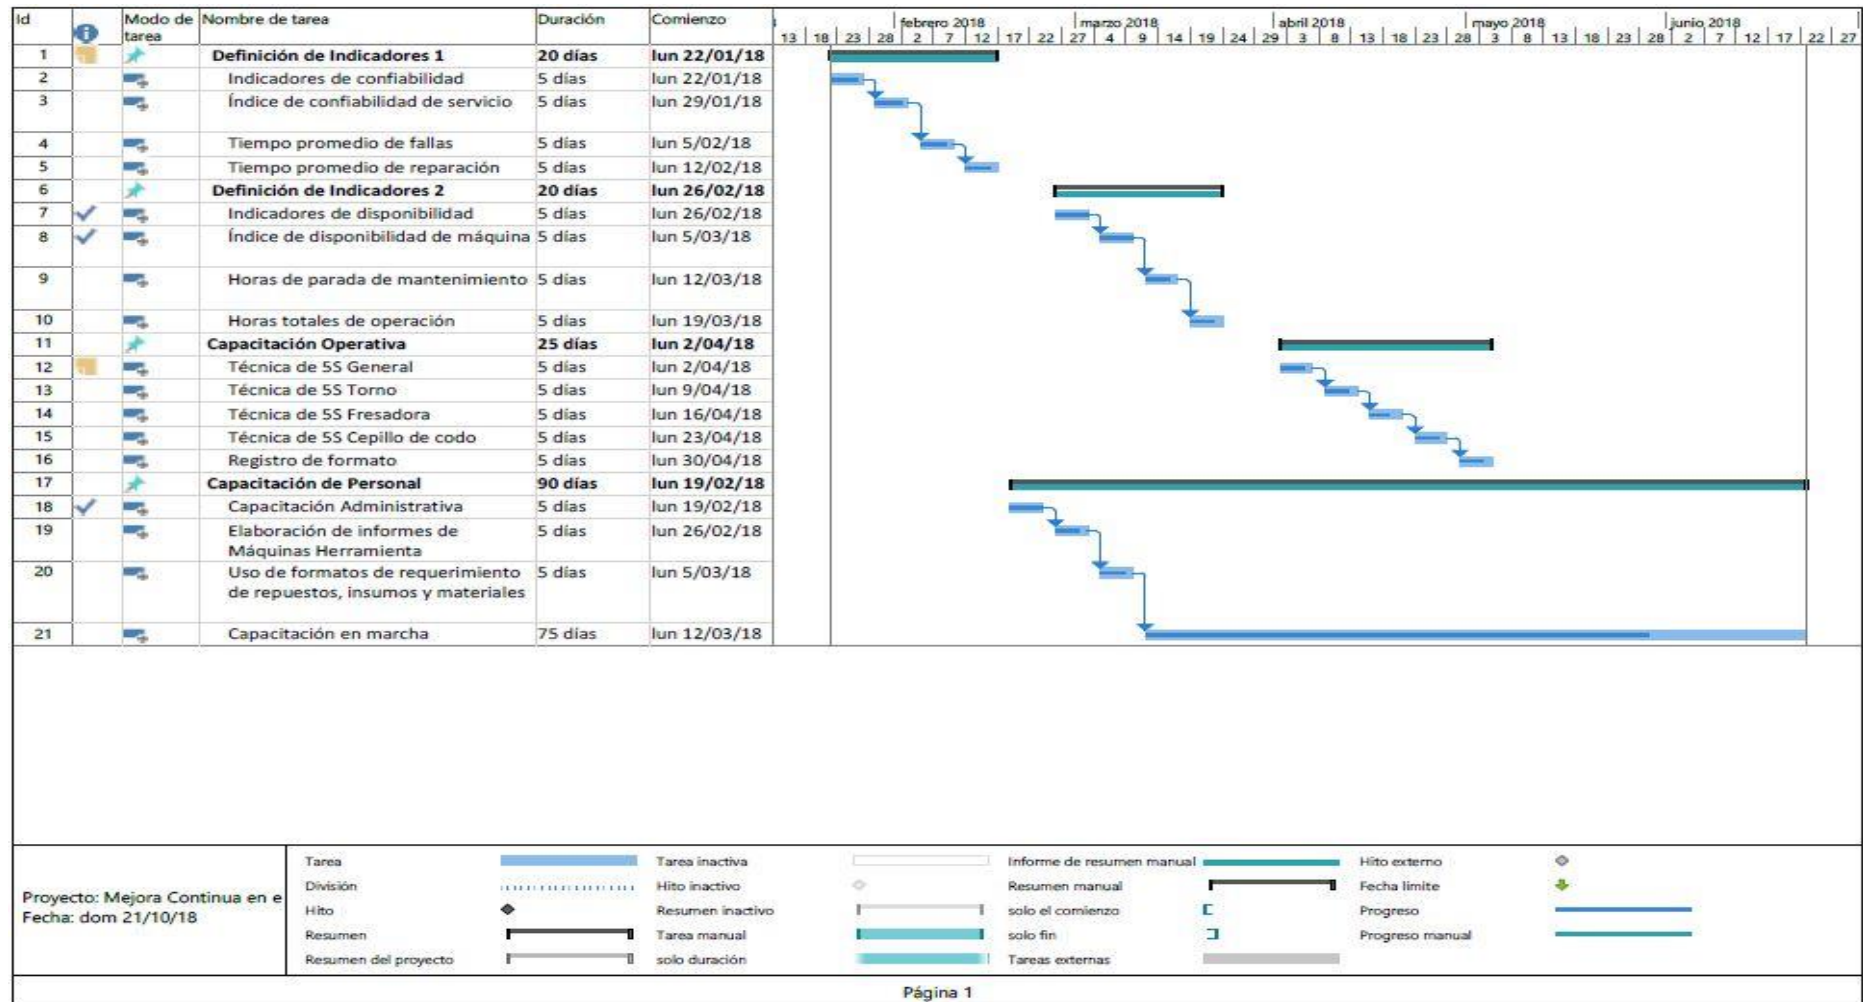 Id Modo de tarea Nombre de tarea Duración Comienzo
febrero 2018 marzo 2018 abril 2018 mayo 2018 junio 2018
13 18 23 28 2 7 12 17 22 27 4 9 14 19 24 29 3 8 13 18 23 28 3 8 13 18 23 28 2 7 12 17 22 27
1 Definición de Indicadores 1 20 días lun 22/01/18
2 Indicadores de confiabilidad 5 días lun 22/01/18
3 Índice de confiabilidad de servicio 5 días lun 29/01/18
4 Tiempo promedio de fallas 5 días lun 5/02/18
5 Tiempo promedio de reparación 5 días lun 12/02/18
6 Definición de Indicadores 2 20 días lun 26/02/18
7 Indicadores de disponibilidad 5 días lun 26/02/18
8 Índice de disponibilidad de máquina 5 días lun 5/03/18
9 Horas de parada de mantenimiento 5 días lun 12/03/18
10 Horas totales de operación 5 días lun 19/03/18
11 Capacitación Operativa 25 días lun 2/04/18
12 Técnica de 5S General 5 días lun 2/04/18
13 Técnica de 5S Torno 5 días lun 9/04/18
14 Técnica de 5S Fresadora 5 días lun 16/04/18
15 Técnica de 5S Cepillo de codo 5 días lun 23/04/18
16 Registro de formato 5 días lun 30/04/18
17 Capacitación de Personal 90 días lun 19/02/18
18 Capacitación Administrativa 5 días lun 19/02/18
19 Elaboración de informes de 5 días lun 26/02/18
Máquinas Herramienta
20 Uso de formatos de requerimiento 5 días lun 5/03/18
de repuestos, insumos y materiales
21 Capacitación en marcha 75 días lun 12/03/18
Proyecto: Mejora Continua en e
Fecha: dom 21/10/18
Tarea
División
Hito
Resumen
Resumen del proyecto
Tarea inactiva
Hito inactivo
Resumen inactivo
Tarea manual
solo duración
Informe de resumen manual
Resumen manual
solo el comienzo
solo fin
Tareas externas
Hito externo
Fecha límite
Progreso
Progreso manual
Página 1